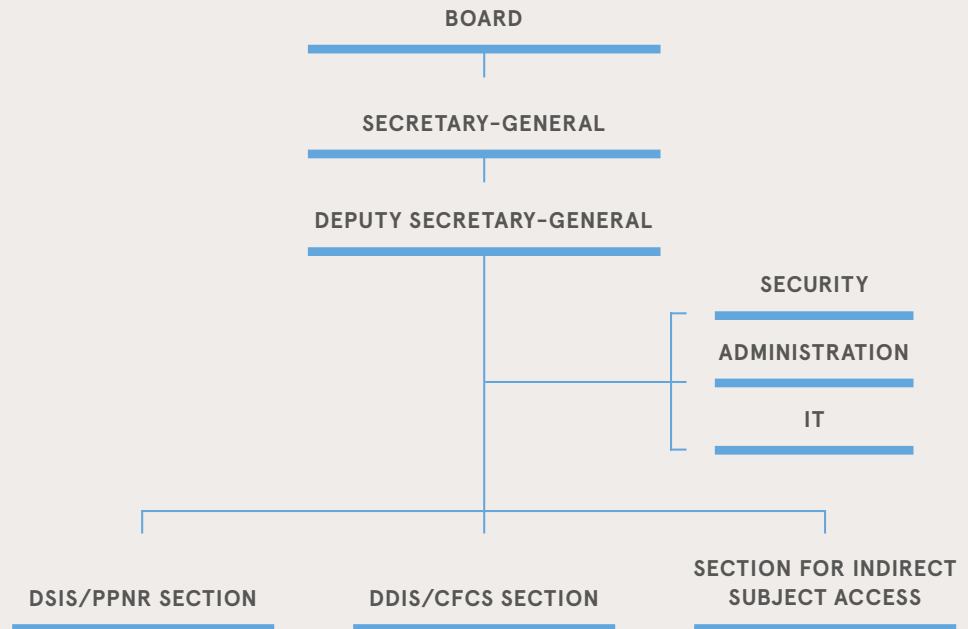 BOARD
SECRETARY-GENERAL
DEPUTY SECRETARY-GENERAL
SECURITY
ADMINISTRATION
IT
DSIS/PPNR SECTION
DDIS/CFCS SECTION
SECTION FOR INDIRECT
SUBJECT ACCESS